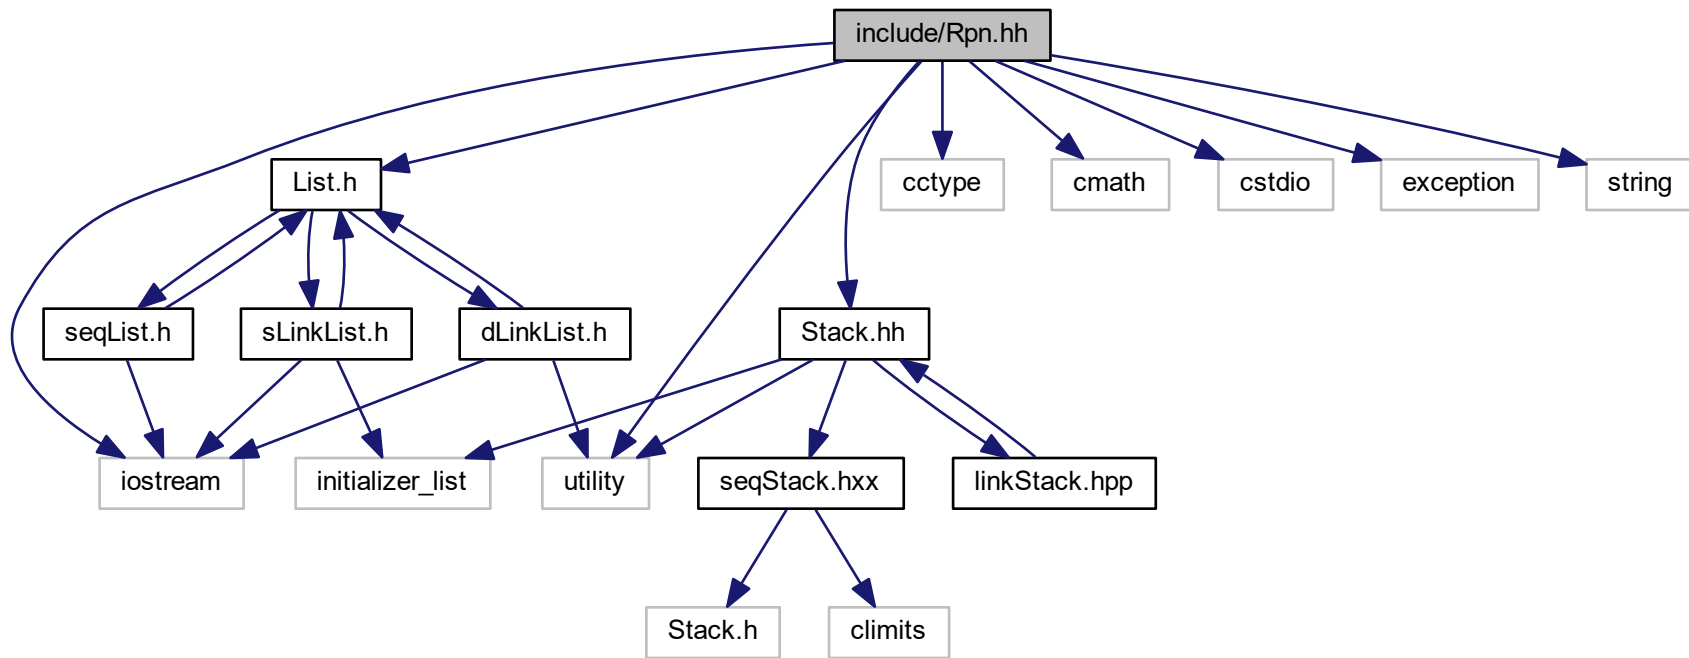 include/Rpn.hh
List.h
cctype
cmath
cstdio
exception
string
seqList.h
sLinkList.h
dLinkList.h
Stack.hh
iostream
initializer_list
utility
seqStack.hxx
linkStack.hpp
Stack.h
climits